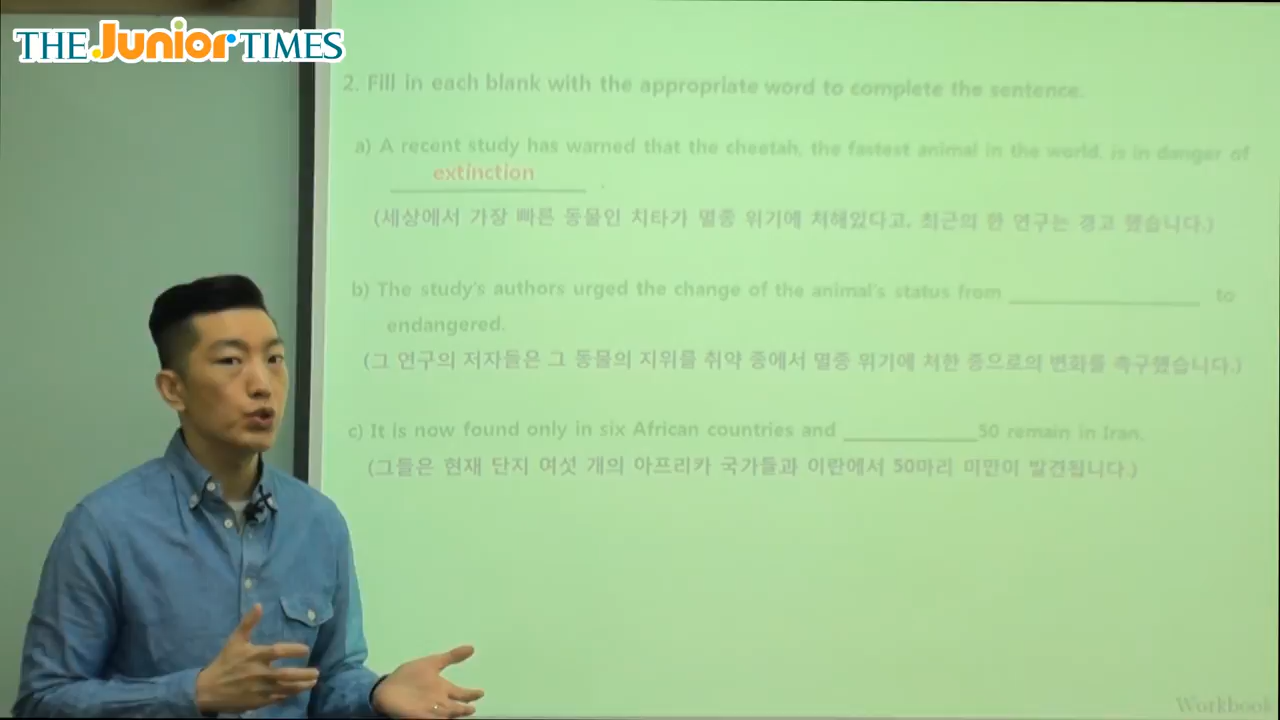 THE Junior TIMES
2. Fill in each blank with the appropriate word to complete the sentence.
a) A recent study has warned that the cheetah, the fastest animal in the world, is in danger of
extinction .
(세상에서 가장 빠른 동물인 치타가 멸종 위기에 처해있다고, 최근의 한 연구는 경고 했습니다.)
b) The study's authors urged the change of the animal's status from ____________ to
endangered.
(그 연구의 저자들은 그 동물의 지위를 취약 종에서 멸종 위기에 처한 종으로의 변화를 촉구했습니다.)
c) It is now found only in six African countries and ________50 remain in Iran.
(그들은 현재 단지 여섯 개의 아프리카 국가들과 이란에서 50마리 미만이 발견됩니다.)
Workbook